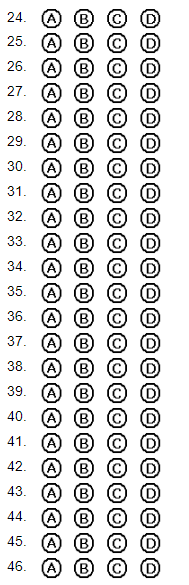 24. A B C D
25. A B C D
26. A B C D
27. A B C D
28. A B C D
29. A B C D
30. A B C D
31. A B C D
32. A B C D
33. A B C D
34. A B C D
35. A B C D
36. A B C D
37. A B C D
38. A B C D
39. A B C D
40. A B C D
41. A B C D
42. A B C D
43. A B C D
44. A B C D
45. A B C D
46. A B C D